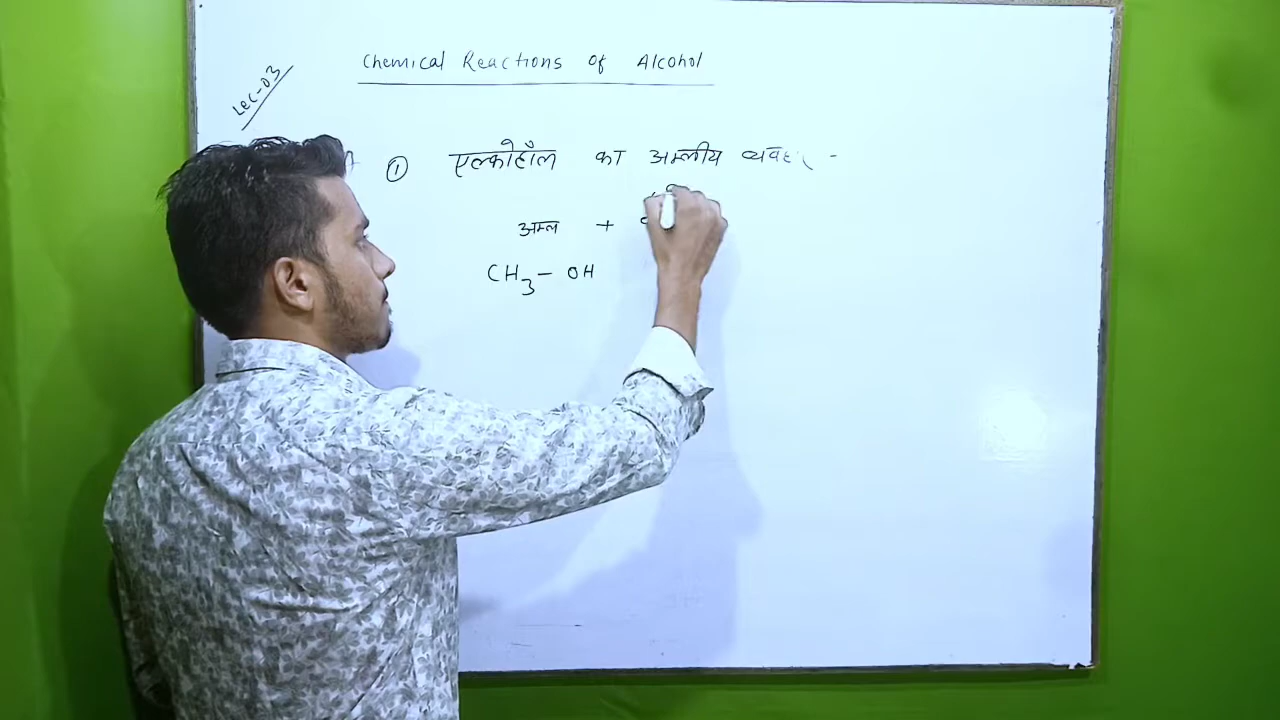 Lec-03
Chemical Reactions of Alcohol
① एल्कोहॉल का अम्लीय व्यवहार -
अम्ल +
CH3 - OH